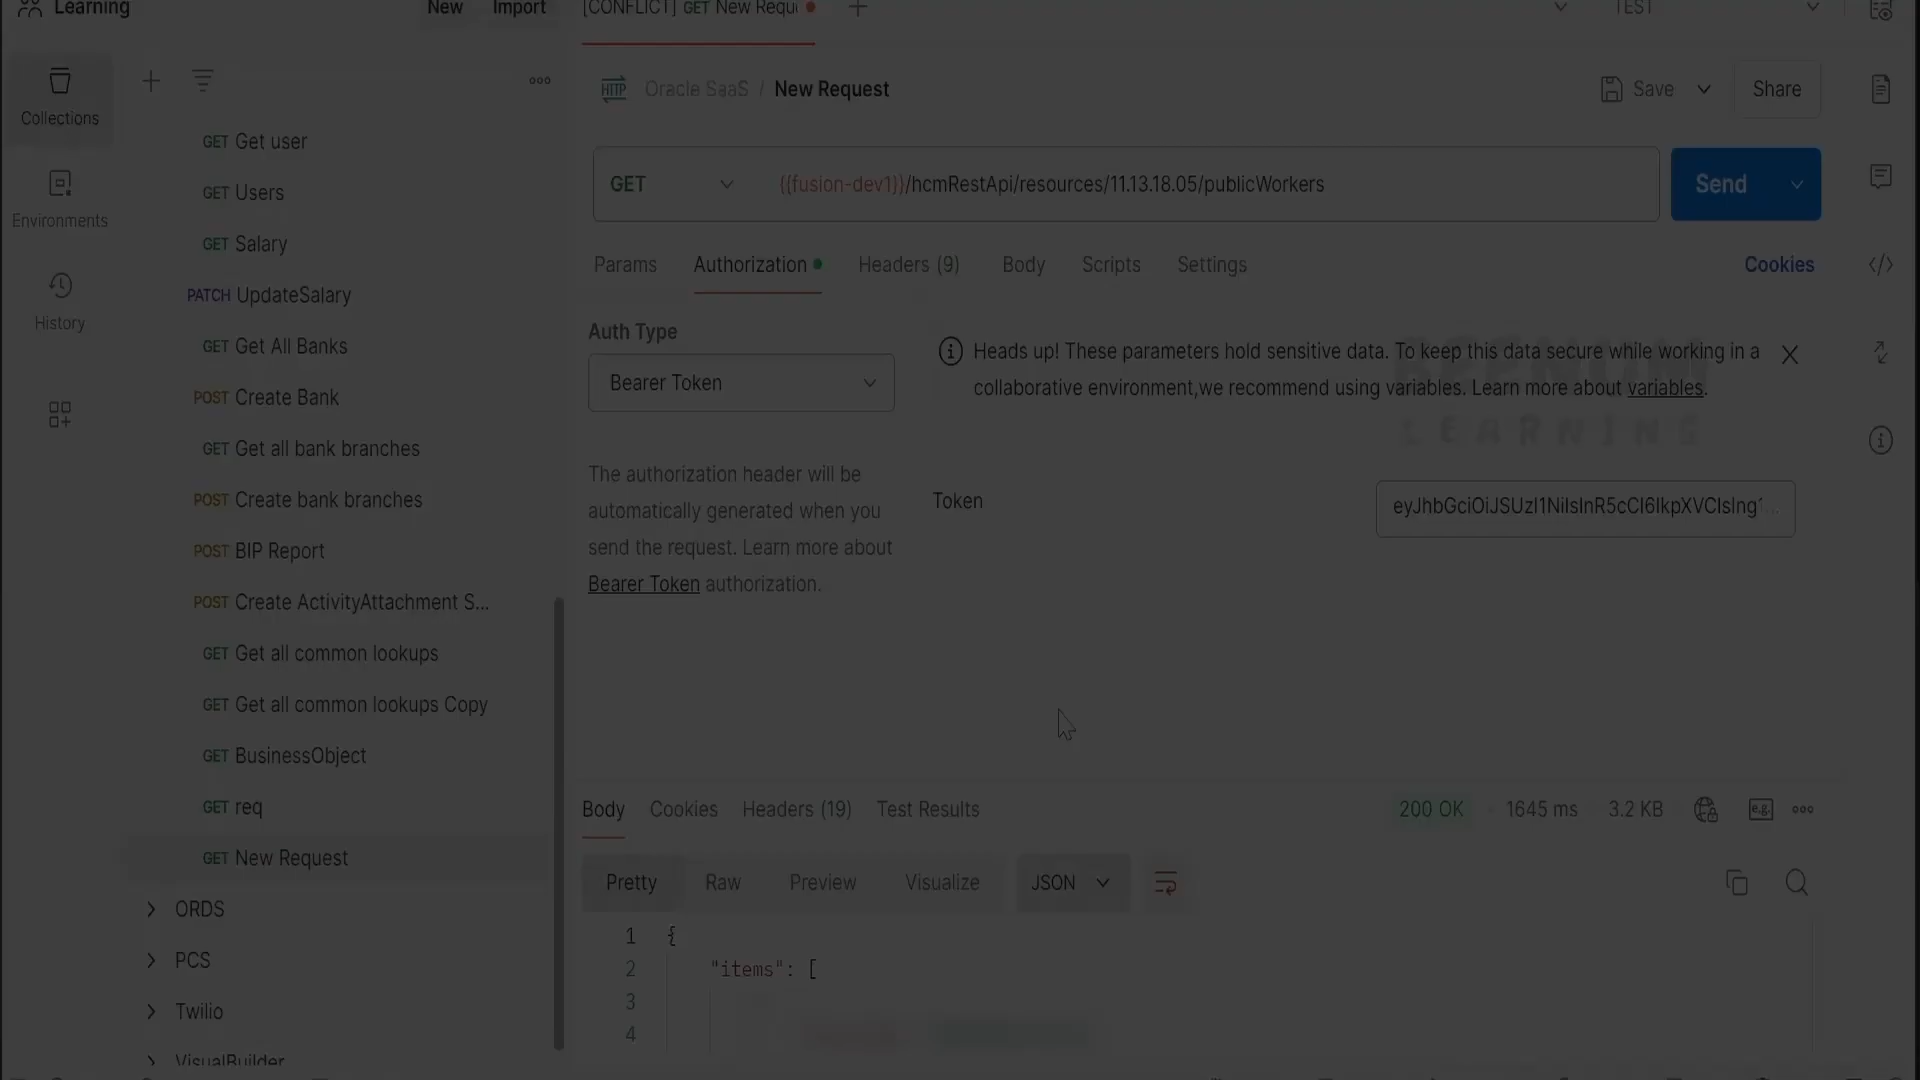 Learning
New
Import
[CONFLICT] GET New Requ
TEST
Collections
Environments
History
GET Get user
GET Users
GET Salary
PATCH UpdateSalary
GET Get All Banks
POST Create Bank
GET Get all bank branches
POST Create bank branches
POST BIP Report
POST Create ActivityAttachment S...
GET Get all common lookups
GET Get all common lookups Copy
GET BusinessObject
GET req
GET New Request
ORDS
PCS
Twilio
VisualBuilder
HTTP Oracle SaaS / New Request
Save
Share
GET {{fusion-dev1}}/hcmRestApi/resources/11.13.18.05/publicWorkers
Send
Params Authorization Headers (9) Body Scripts Settings
Cookies
Auth Type
Bearer Token
The authorization header will be
automatically generated when you
send the request. Learn more about
Bearer Token authorization.
Heads up! These parameters hold sensitive data. To keep this data secure while working in a
collaborative environment,we recommend using variables. Learn more about variables.
LEARNING
Token
Body Cookies Headers (19) Test Results
200 OK 1645 ms 3.2 KB
e.g.
Pretty Raw Preview Visualize JSON
1 {
2 "items": [
3
4